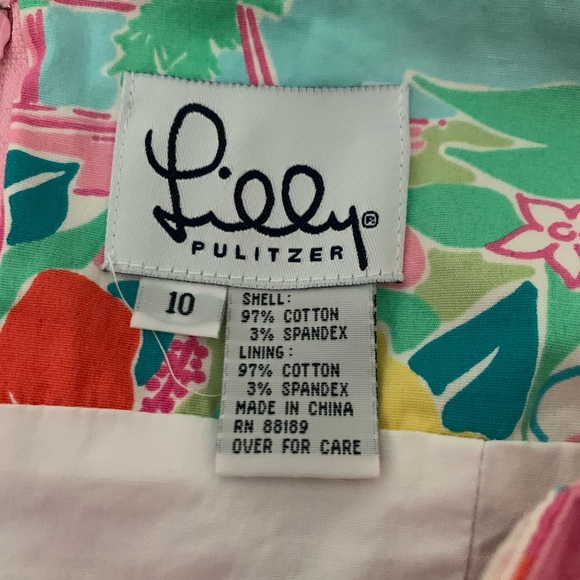 Lilly®
PULITZER
10
SHELL:
97% COTTON
3% SPANDEX
LINING:
97% COTTON
3% SPANDEX
MADE IN CHINA
RN 88189
OVER FOR CARE